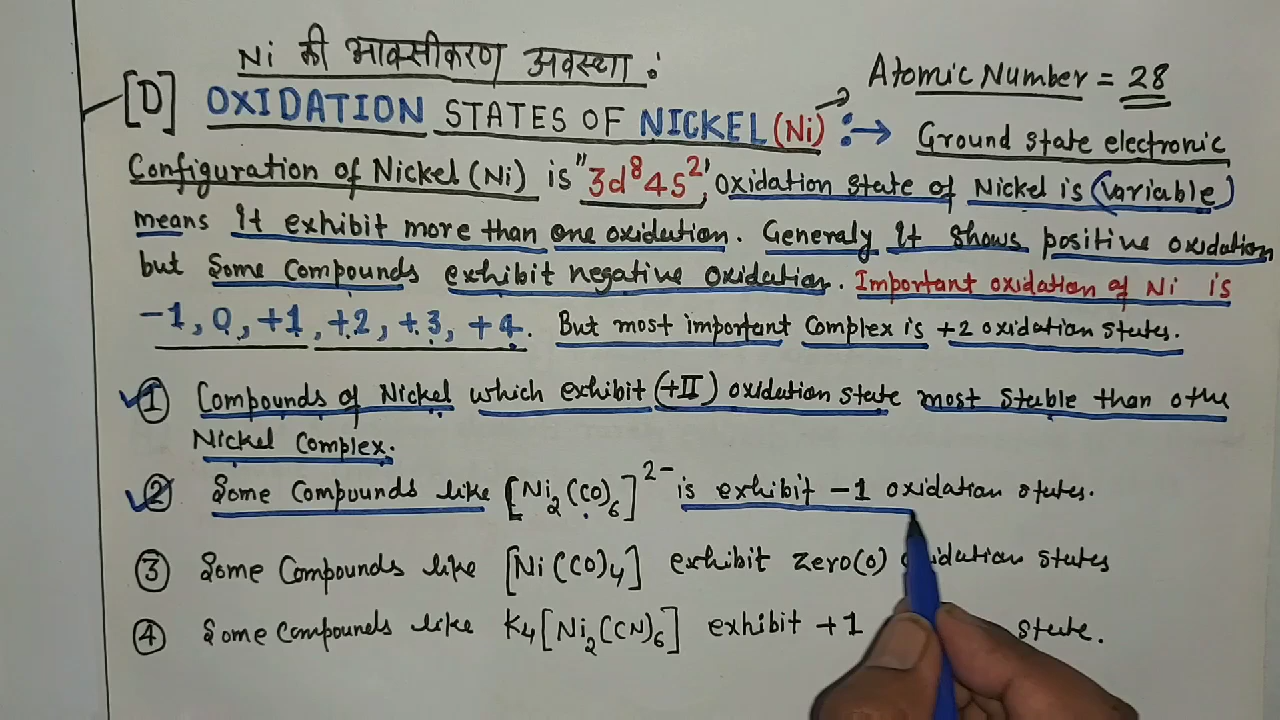 Ni की आक्सीकरण अवस्था :
[D] OXIDATION STATES OF NICKEL (Ni) :→ Atomic Number = 28
Ground state electronic
Configuration of Nickel (Ni) is "3d⁸4s²", Oxidation state of Nickel is (variable)
means It exhibit more than one oxidation. Generaly It shows positive oxidation
but Some Compounds exhibit negative oxidation. Important oxidation of Ni is
-1, 0, +1, +2, +3, +4. But most important Complex is +2 oxidation states.
① Compounds of Nickel which exhibit (+II) oxidation state most stable than othe
Nickel Complex.
② Some Compounds like [Ni₂(CO)₆]²⁻ is exhibit -1 oxidation states.
③ Some Compounds like [Ni(CO)₄] exhibit zero(0) oxidation states
④ Some Compounds like K₄[Ni₂(CN)₆] exhibit +1 state.